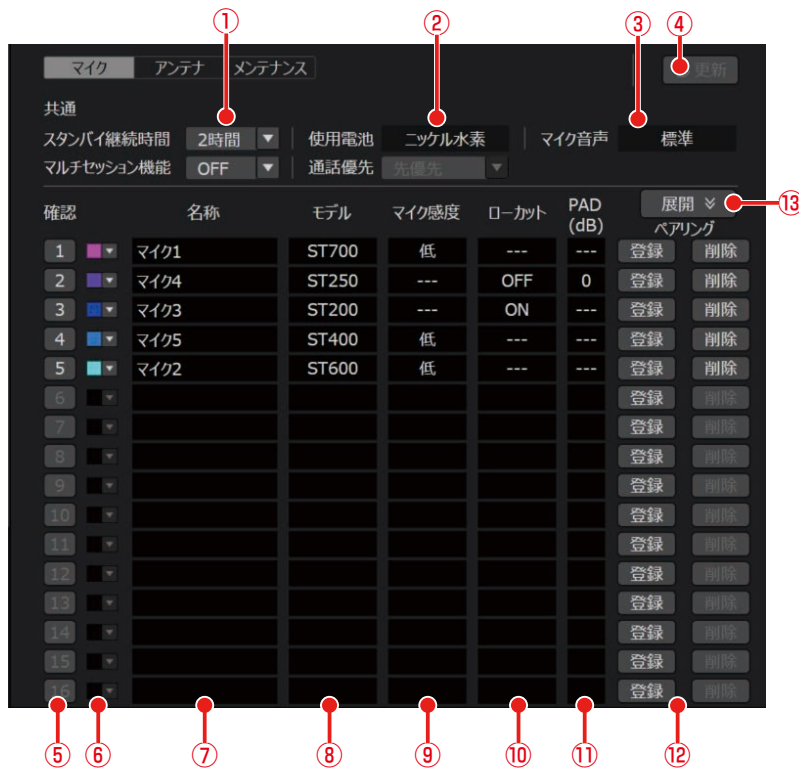 ① ② ③ ④
マイク アンテナ メンテナンス 更新
共通
スタンバイ継続時間 2時間 使用電池 ニッケル水素 マイク音声 標準
マルチセッション機能 OFF 通話優先 先優先
展開 ⑬
確認 名称 モデル マイク感度 ローカット PAD (dB) ペアリング
1 マイク1 ST700 低 --- --- 登録 削除
2 マイク4 ST250 --- OFF 0 登録 削除
3 マイク3 ST200 --- ON --- 登録 削除
4 マイク5 ST400 低 --- --- 登録 削除
5 マイク2 ST600 低 --- --- 登録 削除
6 登録 削除
7 登録 削除
8 登録 削除
9 登録 削除
10 登録 削除
11 登録 削除
12 登録 削除
13 登録 削除
14 登録 削除
15 登録 削除
16 登録 削除
⑤ ⑥ ⑦ ⑧ ⑨ ⑩ ⑪ ⑫